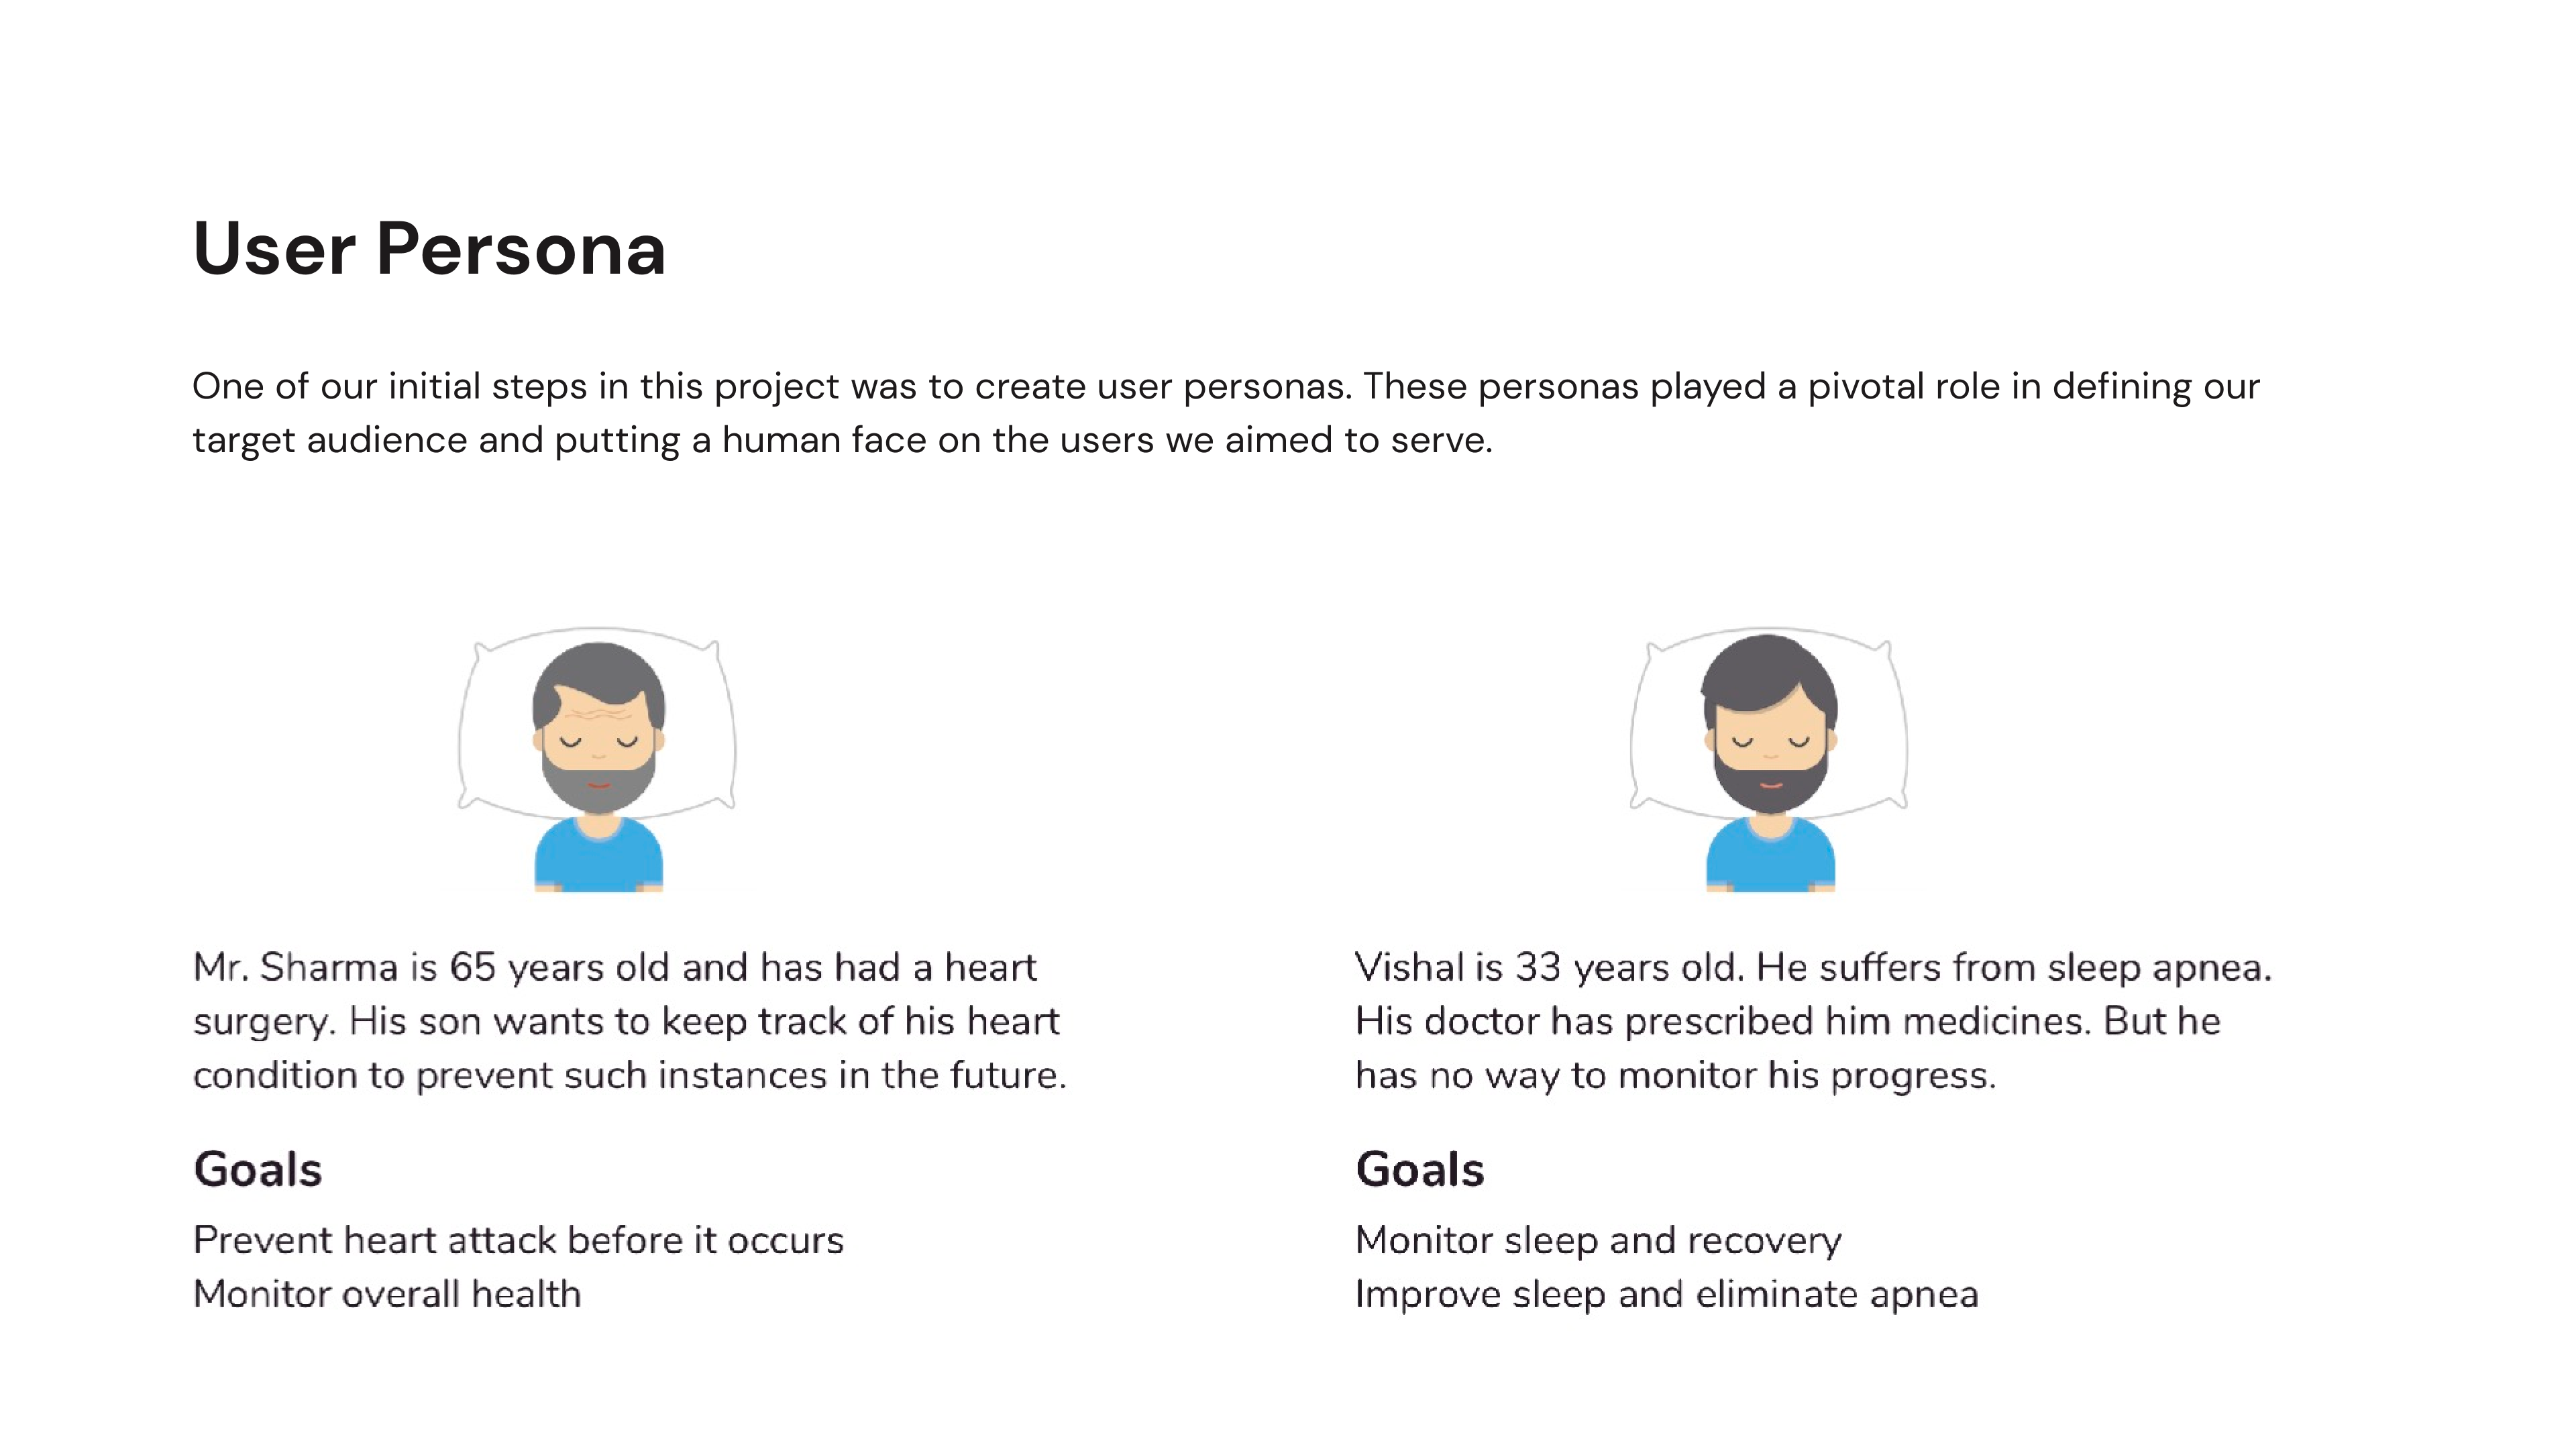 User Persona
One of our initial steps in this project was to create user personas. These personas played a pivotal role in defining our
target audience and putting a human face on the users we aimed to serve.
Mr. Sharma is 65 years old and has had a heart
surgery. His son wants to keep track of his heart
condition to prevent such instances in the future.
Goals
Prevent heart attack before it occurs
Monitor overall health
Vishal is 33 years old. He suffers from sleep apnea.
His doctor has prescribed him medicines. But he
has no way to monitor his progress.
Goals
Monitor sleep and recovery
Improve sleep and eliminate apnea